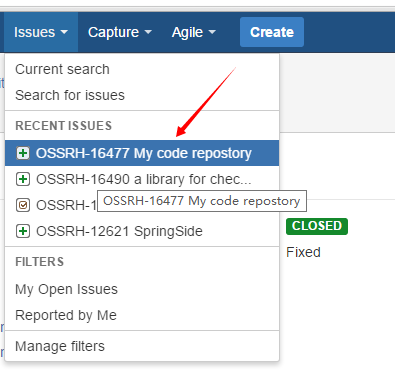 Issues Capture Agile Create
Current search
Search for issues
RECENT ISSUES
OSSRH-16477 My code repostory
OSSRH-16490 a library for chec...
OSSRH-1
OSSRH-16477 My code repostory
OSSRH-12621 SpringSide
CLOSED
Fixed
FILTERS
My Open Issues
Reported by Me
Manage filters